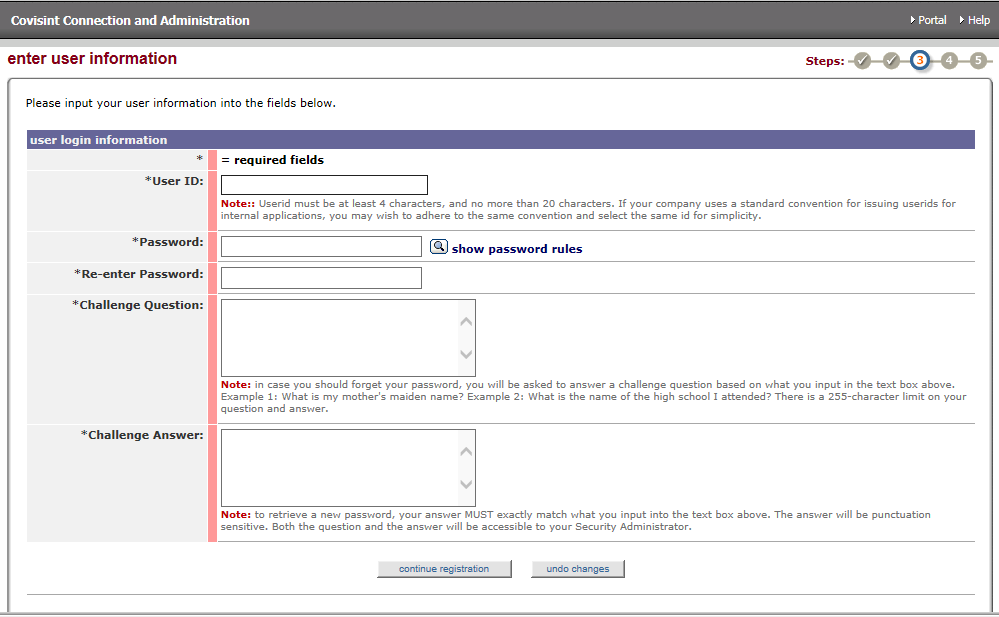 Covisint Connection and Administration
Portal Help
enter user information
Steps: 3 4 5
Please input your user information into the fields below.
user login information
* = required fields
*User ID:
Note:: Userid must be at least 4 characters, and no more than 20 characters. If your company uses a standard convention for issuing userids for
internal applications, you may wish to adhere to the same convention and select the same id for simplicity.
*Password: show password rules
*Re-enter Password:
*Challenge Question:
Note: in case you should forget your password, you will be asked to answer a challenge question based on what you input in the text box above.
Example 1: What is my mother's maiden name? Example 2: What is the name of the high school I attended? There is a 255-character limit on your
question and answer.
*Challenge Answer:
Note: to retrieve a new password, your answer MUST exactly match what you input into the text box above. The answer will be punctuation
sensitive. Both the question and the answer will be accessible to your Security Administrator.
continue registration undo changes